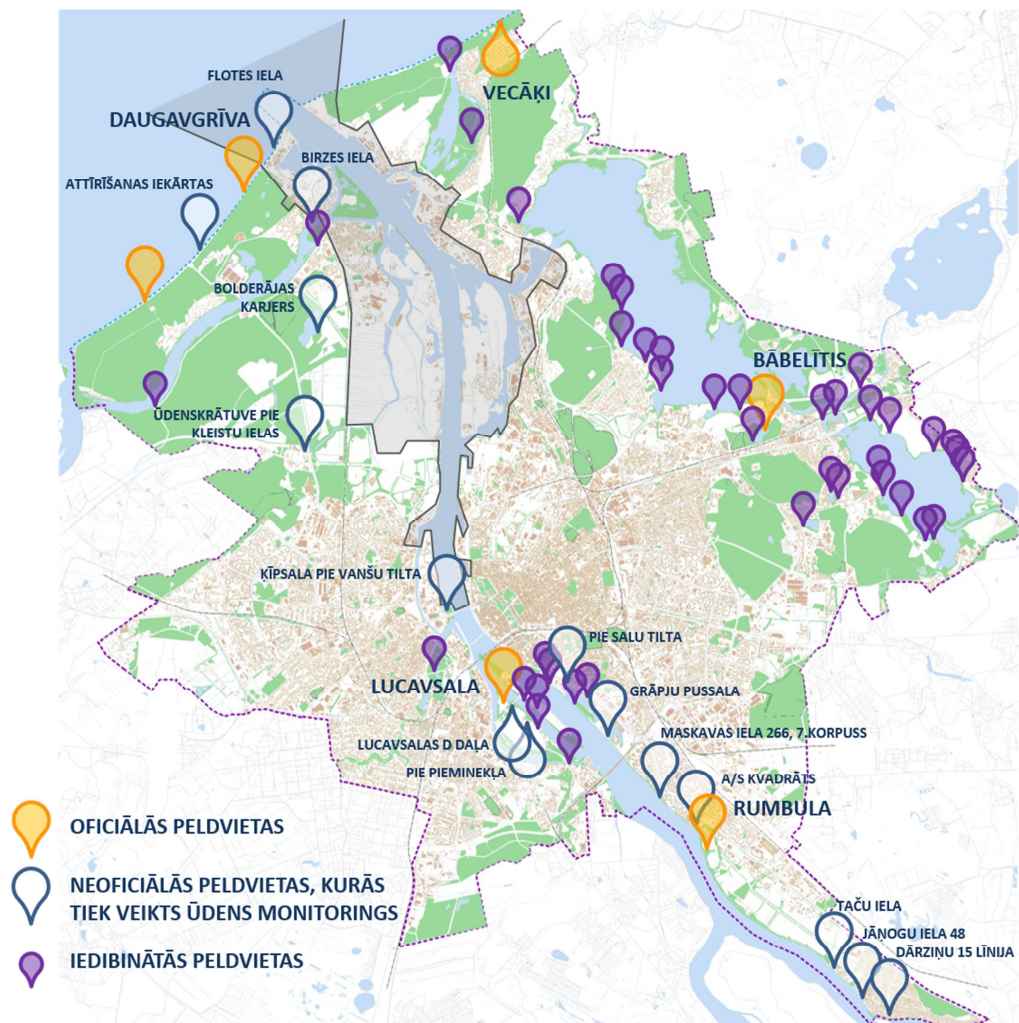 FLOTES IELA
VECĀĶI
DAUGAVGRĪVA
BIRZES IELA
ATTĪRĪŠANAS IEKĀRTAS
BOLDERĀJAS
KARJERS
BĀBELĪTIS
ŪDENSKRĀTUVE PIE
KLEISTU IELAS
ĶĪPSALA PIE VANŠU TILTA
PIE SALU TILTA
LUCAVSALA
GRĀPJU PUSSALA
MASKAVAS IELA 266, 7.KORPUSS
LUCAVSALAS D DAĻA
PIE PIEMINEKĻA
A/S KVADRĀTS
RUMBULA
OFICIĀLĀS PELDVIETAS
NEOFICIĀLĀS PELDVIETAS, KURĀS
TIEK VEIKTS ŪDENS MONITORINGS
TAČU IELA
JĀŅOGU IELA 48
DĀRZIŅU 15 LĪNIJA
IEDIBINĀTĀS PELDVIETAS